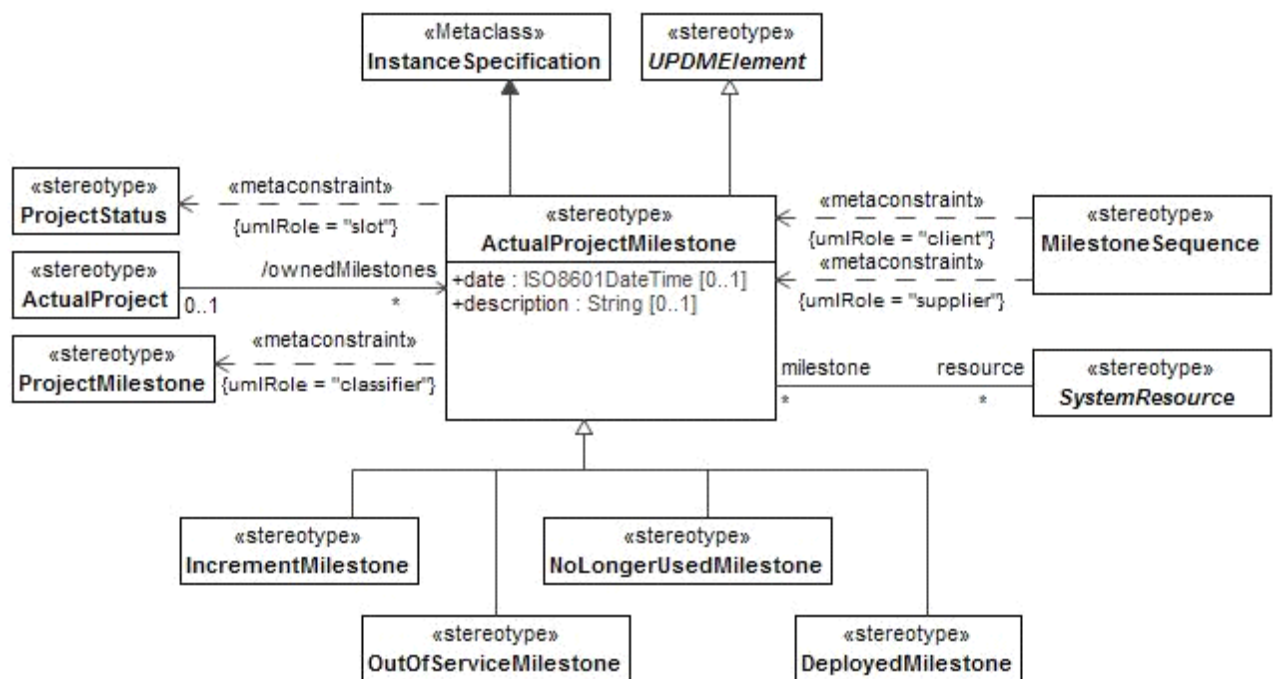 «Metaclass»
InstanceSpecification
«stereotype»
UPDMElement
«stereotype»
ProjectStatus
«metaconstraint»
{umlRole = "slot"}
«stereotype»
ActualProject
/ownedMilestones
0..1
*
«stereotype»
ProjectMilestone
«metaconstraint»
{umlRole = "classifier"}
«stereotype»
ActualProjectMilestone
+date : ISO8601DateTime [0..1]
+description : String [0..1]
«metaconstraint»
{umlRole = "client"}
«metaconstraint»
{umlRole = "supplier"}
«stereotype»
MilestoneSequence
milestone
*
resource
*
«stereotype»
SystemResource
«stereotype»
IncrementMilestone
«stereotype»
NoLongerUsedMilestone
«stereotype»
OutOfServiceMilestone
«stereotype»
DeployedMilestone